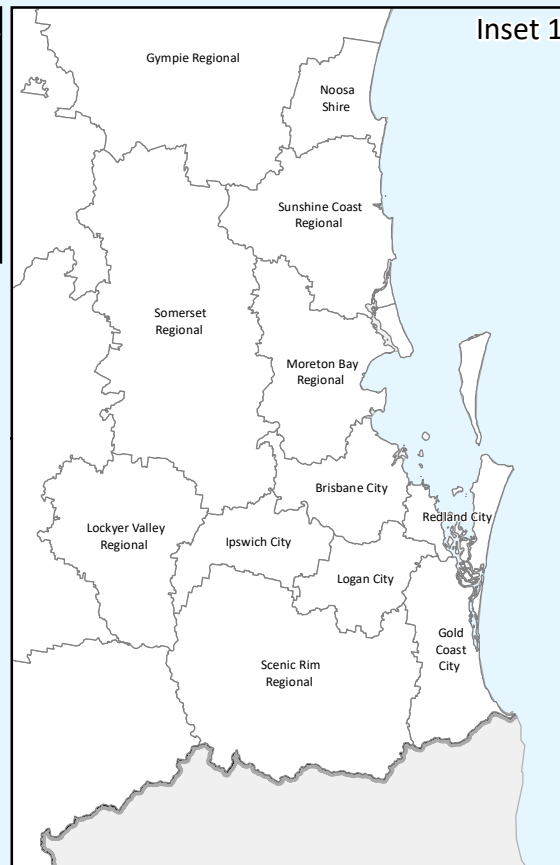 Inset 1
Gympie Regional
Noosa
Shire
Sunshine Coast
Regional
Somerset
Regional
Moreton Bay
Regional
Brisbane City
Redland City
Lockyer Valley
Regional
Ipswich City
Logan City
Gold
Coast
City
Scenic Rim
Regional